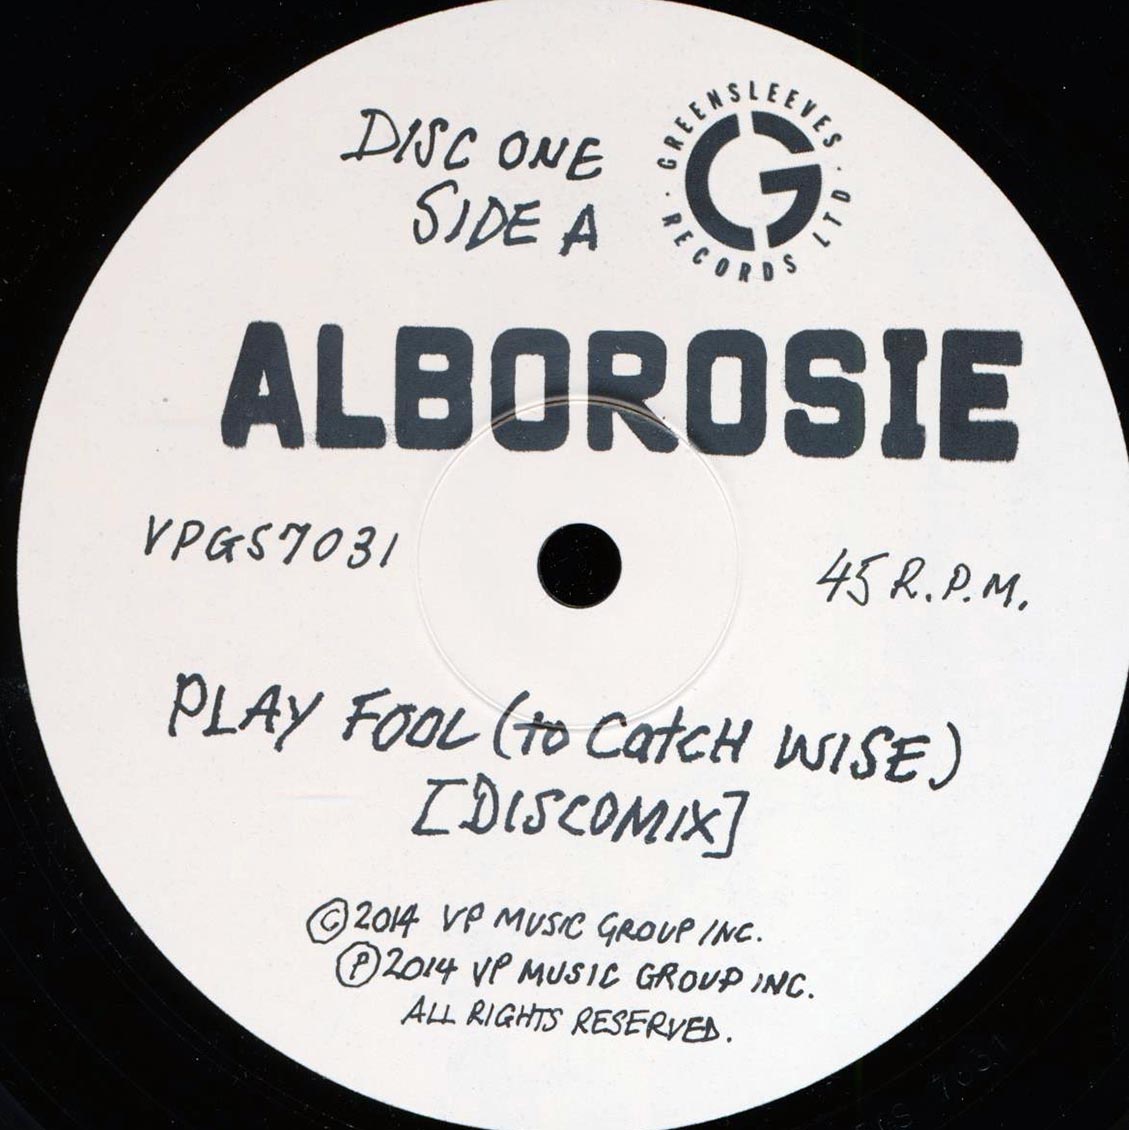 DISC ONE
SIDE A
GREENSLEEVES · RECORDS LTD ·
G
ALBOROSIE
VPGS7031
45 R.P.M.
PLAY FOOL (to CatCH WISE)
[DISCOMIX]
©2014 VP MUSIC GROUP INC.
℗2014 VP MUSIC GROUP INC.
ALL RIGHTS RESERVED.